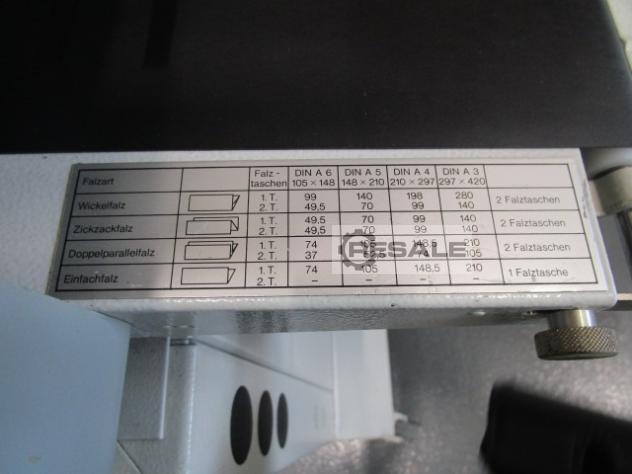 Falzart Falz- taschen DIN A 6 105 × 148 DIN A 5 148 × 210 DIN A 4 210 × 297 DIN A 3 297 × 420
Wickelfalz 1. T. 99 140 198 280 2 Falztaschen
2. T. 49,5 70 99 140
Zickzackfalz 1. T. 49,5 70 99 140 2 Falztaschen
2. T. 49,5 70 99 140
Doppelparallelfalz 1. T. 74 105 148,5 210 2 Falztaschen
2. T. 37 105
Einfachfalz 1. T. 74 105 148,5 210 1 Falztasche
2. T. – – – –
RESALE